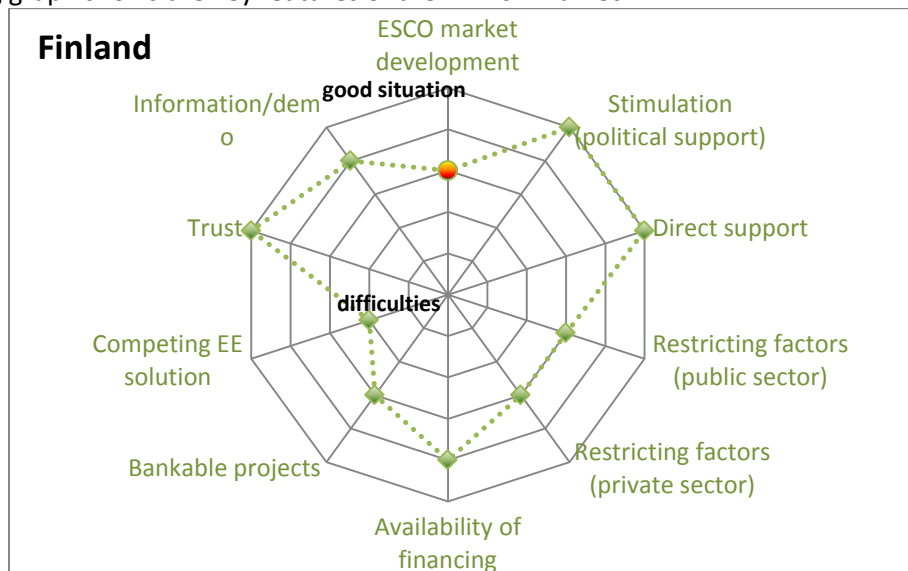 Finland
ESCO market
development
good situation
Information/dem
o
Stimulation
(political support)
Trust
Direct support
difficulties
Competing EE
solution
Restricting factors
(public sector)
Bankable projects
Restricting factors
(private sector)
Availability of
financing